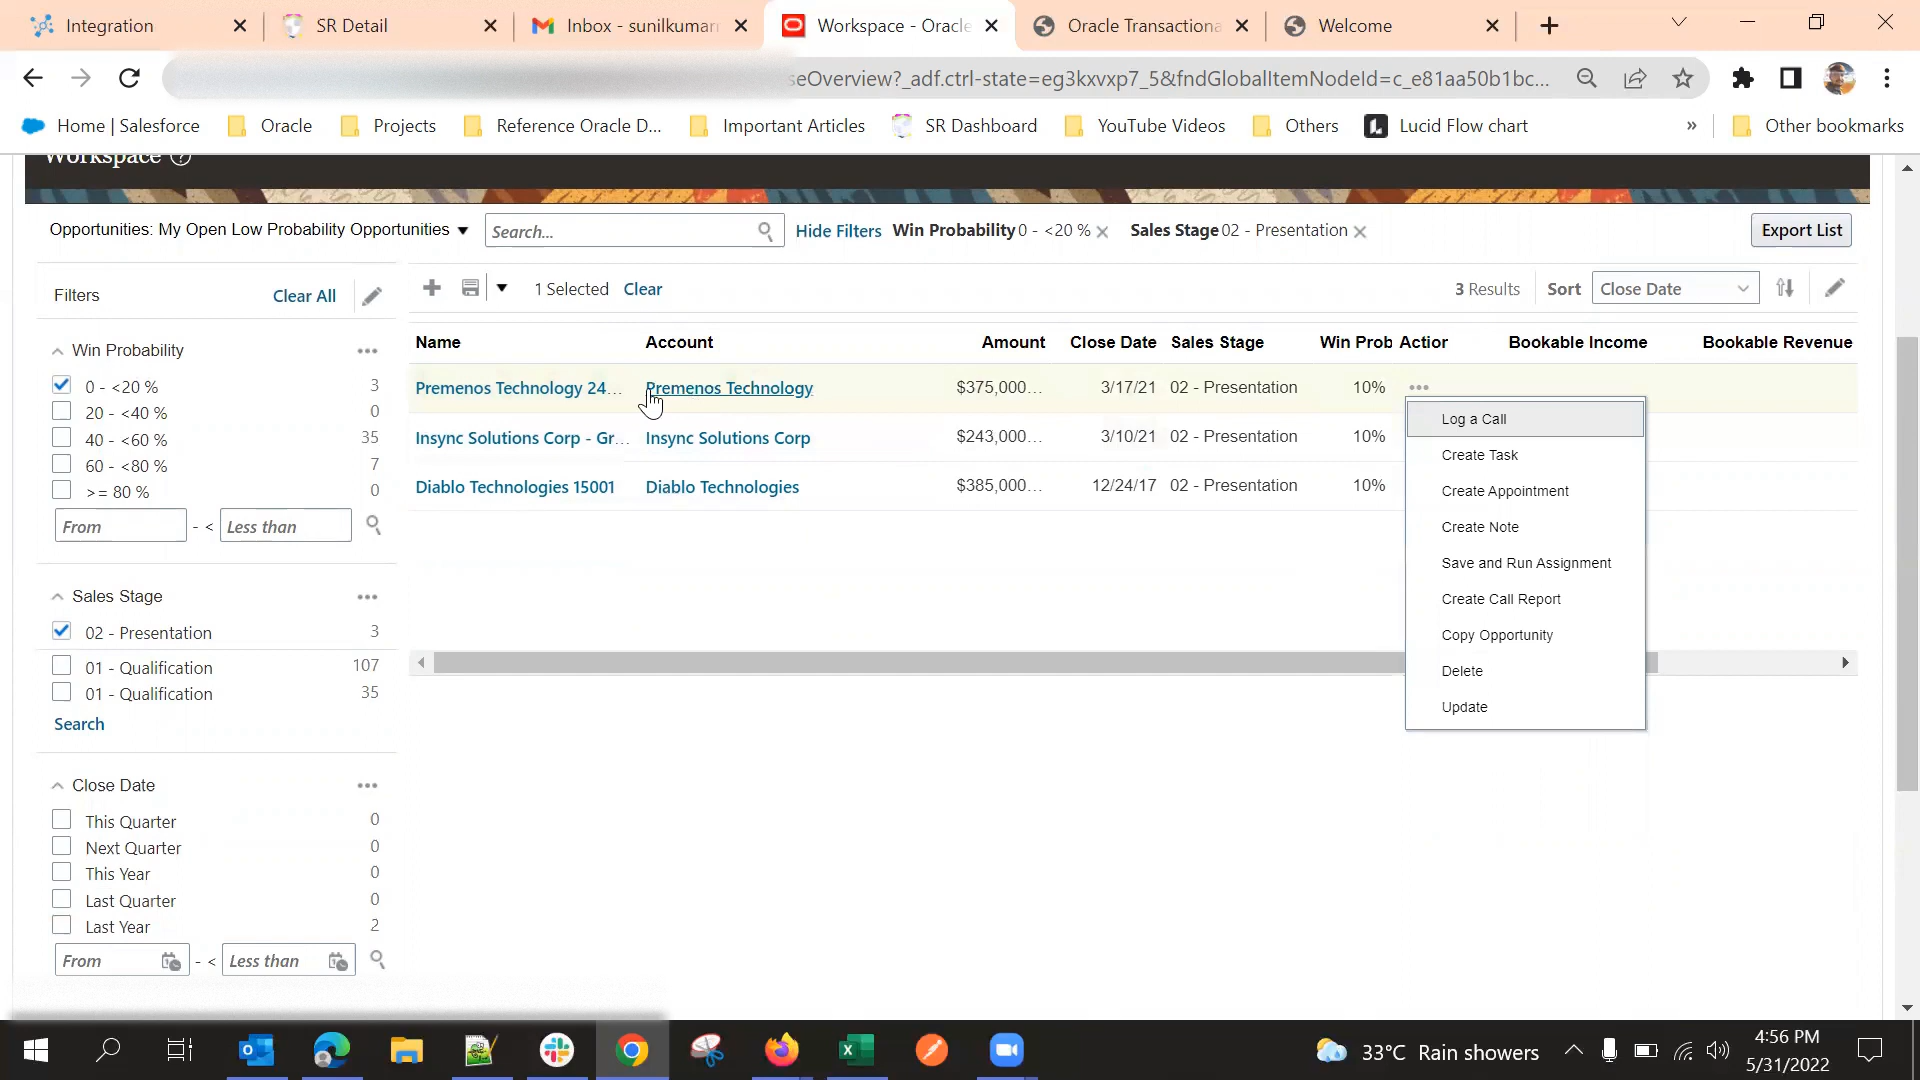 Integration
SR Detail
Inbox - sunilkumar
Workspace - Oracle
Oracle Transactiona
Welcome
seOverview?_adf.ctrl-state=eg3kxvxp7_5&fndGlobalItemNodeId=c_e81aa50b1bc...
Home | Salesforce
Oracle
Projects
Reference Oracle D...
Important Articles
SR Dashboard
YouTube Videos
Others
Lucid Flow chart
»
Other bookmarks
Workspace
Opportunities: My Open Low Probability Opportunities
Search...
Hide Filters
Win Probability 0 - <20 %
Sales Stage 02 - Presentation
Export List
Filters
Clear All
1 Selected
Clear
3 Results
Sort
Close Date
Name Account Amount Close Date Sales Stage Win Prob Action Bookable Income Bookable Revenue
Premenos Technology 24... Premenos Technology $375,000... 3/17/21 02 - Presentation 10%
Insync Solutions Corp - Gr... Insync Solutions Corp $243,000... 3/10/21 02 - Presentation 10%
Diablo Technologies 15001 Diablo Technologies $385,000... 12/24/17 02 - Presentation 10%
Log a Call
Create Task
Create Appointment
Create Note
Save and Run Assignment
Create Call Report
Copy Opportunity
Delete
Update
Win Probability
0 - <20 % 3
20 - <40 % 0
40 - <60 % 35
60 - <80 % 7
>= 80 % 0
From - < Less than
Sales Stage
02 - Presentation 3
01 - Qualification 107
01 - Qualification 35
Search
Close Date
This Quarter 0
Next Quarter 0
This Year 0
Last Quarter 0
Last Year 2
From - < Less than
33°C Rain showers
4:56 PM
5/31/2022